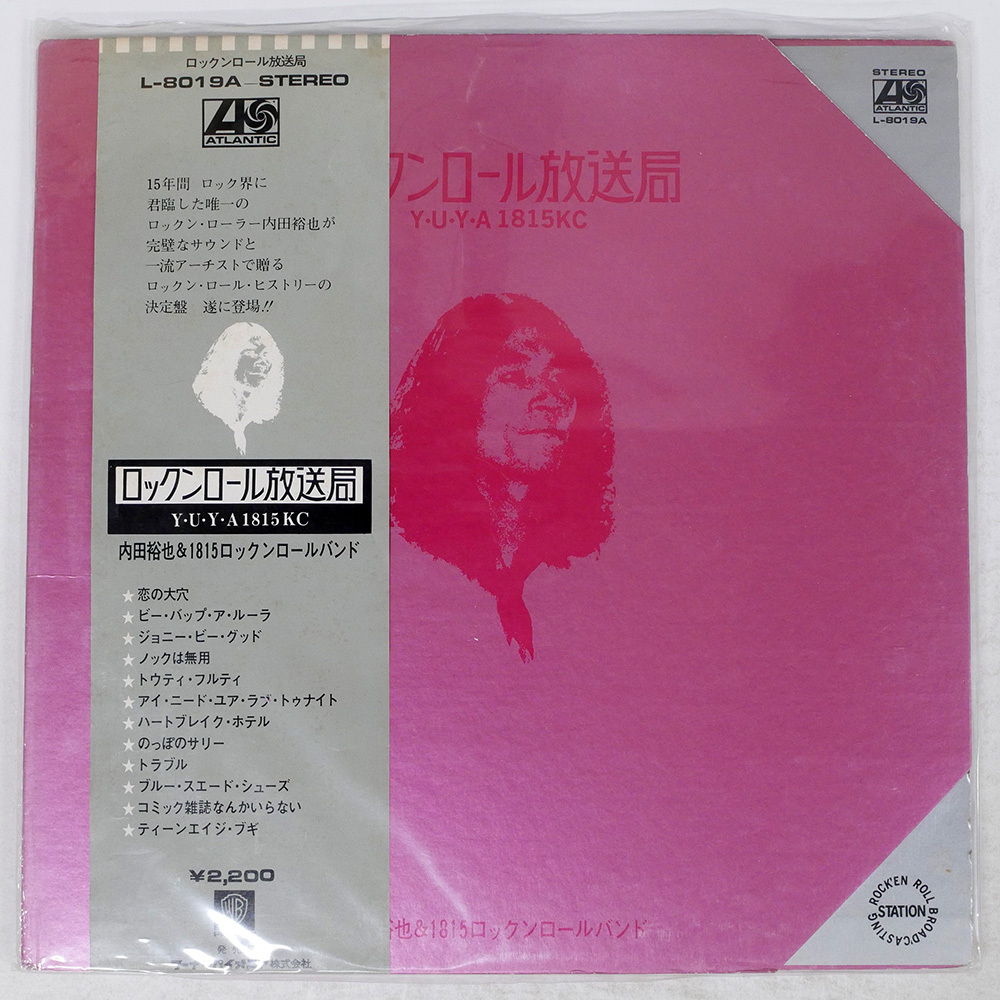 ロックンロール放送局
L-8019A—STEREO
ATLANTIC
15年間 ロック界に
君臨した唯一の
ロックン・ローラー内田裕也が
完璧なサウンドと
一流アーチストで贈る
ロックン・ロール・ヒストリーの
決定盤 遂に登場!!
ロックンロール放送局
Y・U・Y・A1815KC
内田裕也&1815ロックンロールバンド
★恋の大穴
★ビー・バップ・ア・ルーラ
★ジョニー・ビー・グッド
★ノックは無用
★トウティ・フルティ
★アイ・ニード・ユア・ラブ・トゥナイト
★ハートブレイク・ホテル
★のっぽのサリー
★トラブル
★ブルー・スエード・シューズ
★コミック雑誌なんかいらない
★ティーンエイジ・ブギ
¥2,200
WB
株式会社
クンロール放送局
Y・U・Y・A 1815KC
STEREO
ATLANTIC
L-8019A
裕也&1815ロックンロールバンド
ROCK'EN ROLL BROADCASTING
STATION